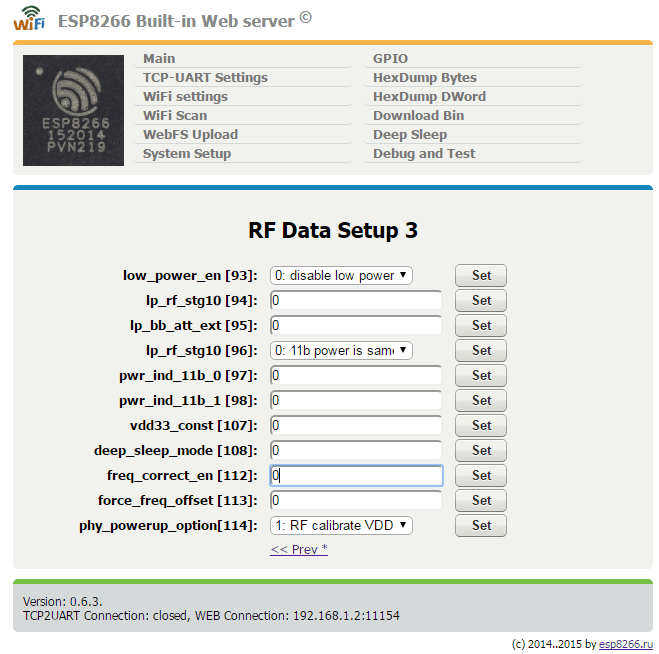 WiFi ESP8266 Built-in Web server ©
ESP8266
152014
PVN219
Main
TCP-UART Settings
WiFi settings
WiFi Scan
WebFS Upload
System Setup
GPIO
HexDump Bytes
HexDump DWord
Download Bin
Deep Sleep
Debug and Test
RF Data Setup 3
low_power_en [93]: 0: disable low power Set
lp_rf_stg10 [94]: 0 Set
lp_bb_att_ext [95]: 0 Set
lp_rf_stg10 [96]: 0: 11b power is same Set
pwr_ind_11b_0 [97]: 0 Set
pwr_ind_11b_1 [98]: 0 Set
vdd33_const [107]: 0 Set
deep_sleep_mode [108]: 0 Set
freq_correct_en [112]: 0 Set
force_freq_offset [113]: 0 Set
phy_powerup_option[114]: 1: RF calibrate VDD Set
<< Prev *
Version: 0.6.3.
TCP2UART Connection: closed, WEB Connection: 192.168.1.2:11154
(c) 2014..2015 by esp8266.ru